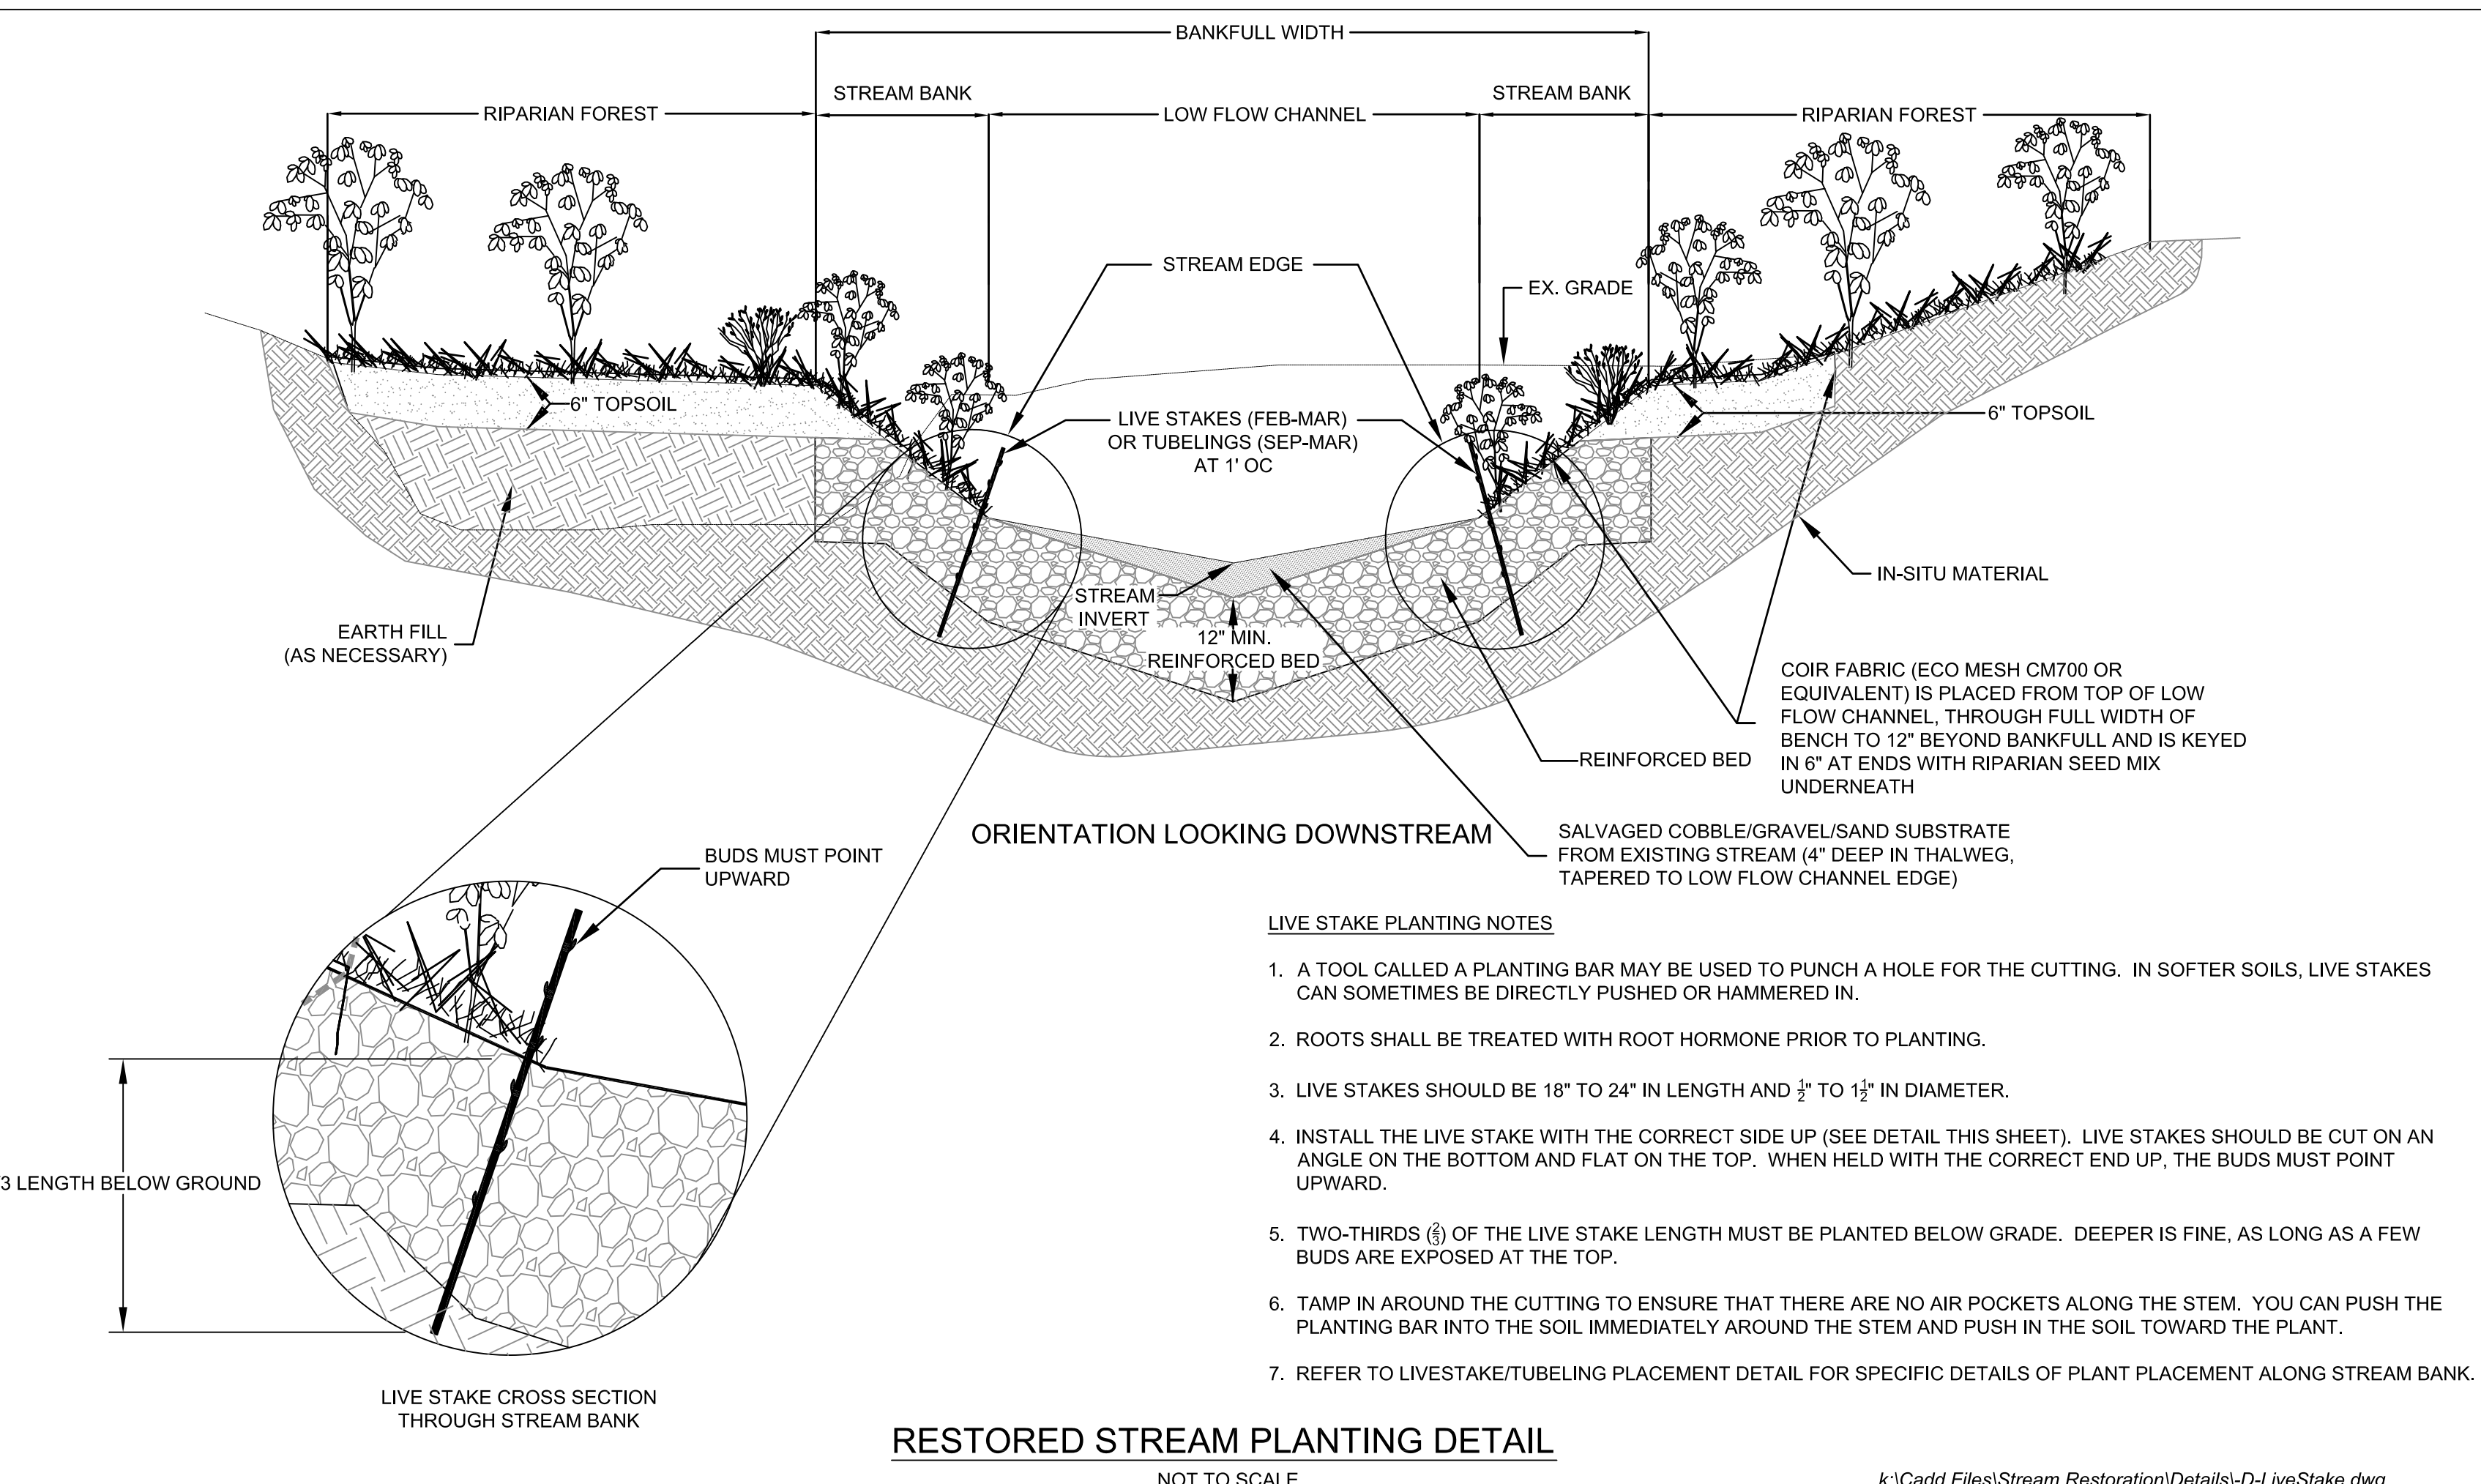 BANKFULL WIDTH
STREAM BANK
STREAM BANK
RIPARIAN FOREST
LOW FLOW CHANNEL
RIPARIAN FOREST
STREAM EDGE
EX. GRADE
6" TOPSOIL
LIVE STAKES (FEB-MAR)
OR TUBELINGS (SEP-MAR)
AT 1' OC
6" TOPSOIL
IN-SITU MATERIAL
STREAM
INVERT
EARTH FILL
(AS NECESSARY)
12" MIN.
REINFORCED BED
COIR FABRIC (ECO MESH CM700 OR
EQUIVALENT) IS PLACED FROM TOP OF LOW
FLOW CHANNEL, THROUGH FULL WIDTH OF
BENCH TO 12" BEYOND BANKFULL AND IS KEYED
IN 6" AT ENDS WITH RIPARIAN SEED MIX
UNDERNEATH
REINFORCED BED
ORIENTATION LOOKING DOWNSTREAM
SALVAGED COBBLE/GRAVEL/SAND SUBSTRATE
FROM EXISTING STREAM (4" DEEP IN THALWEG,
TAPERED TO LOW FLOW CHANNEL EDGE)
BUDS MUST POINT
UPWARD
/3 LENGTH BELOW GROUND
LIVE STAKE CROSS SECTION
THROUGH STREAM BANK
LIVE STAKE PLANTING NOTES
1. A TOOL CALLED A PLANTING BAR MAY BE USED TO PUNCH A HOLE FOR THE CUTTING. IN SOFTER SOILS, LIVE STAKES
CAN SOMETIMES BE DIRECTLY PUSHED OR HAMMERED IN.
2. ROOTS SHALL BE TREATED WITH ROOT HORMONE PRIOR TO PLANTING.
3. LIVE STAKES SHOULD BE 18" TO 24" IN LENGTH AND 1/2" TO 1 1/2" IN DIAMETER.
4. INSTALL THE LIVE STAKE WITH THE CORRECT SIDE UP (SEE DETAIL THIS SHEET). LIVE STAKES SHOULD BE CUT ON AN
ANGLE ON THE BOTTOM AND FLAT ON THE TOP. WHEN HELD WITH THE CORRECT END UP, THE BUDS MUST POINT
UPWARD.
5. TWO-THIRDS (2/3) OF THE LIVE STAKE LENGTH MUST BE PLANTED BELOW GRADE. DEEPER IS FINE, AS LONG AS A FEW
BUDS ARE EXPOSED AT THE TOP.
6. TAMP IN AROUND THE CUTTING TO ENSURE THAT THERE ARE NO AIR POCKETS ALONG THE STEM. YOU CAN PUSH THE
PLANTING BAR INTO THE SOIL IMMEDIATELY AROUND THE STEM AND PUSH IN THE SOIL TOWARD THE PLANT.
7. REFER TO LIVESTAKE/TUBELING PLACEMENT DETAIL FOR SPECIFIC DETAILS OF PLANT PLACEMENT ALONG STREAM BANK.
RESTORED STREAM PLANTING DETAIL
NOT TO SCALE
k:\Cadd Files\Stream Restoration\Details\-D-LiveStake.dwg